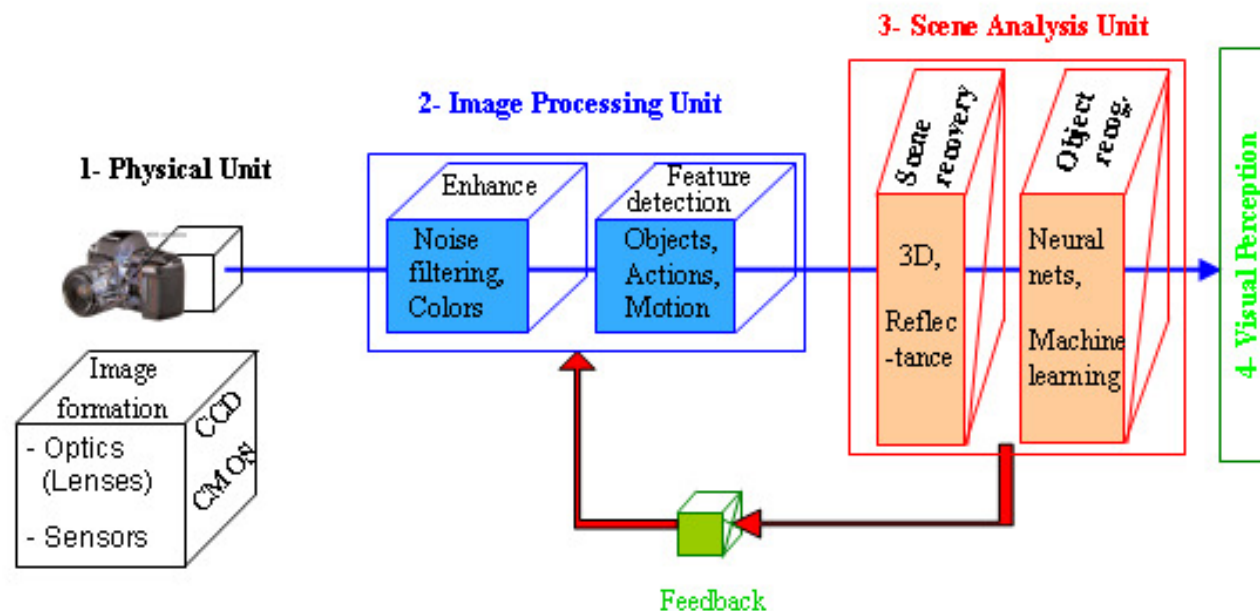 3- Scene Analysis Unit
2- Image Processing Unit
1- Physical Unit
Enhance
Noise
filtering,
Colors
Feature
detection
Objects,
Actions,
Motion
Scene
recovery
3D,
Reflec
-tance
Object
recog.
Neural
nets,
Machine
learning
4- Visual Perception
Image
formation
- Optics
(Lenses)
- Sensors
CCD
CMOS
Feedback